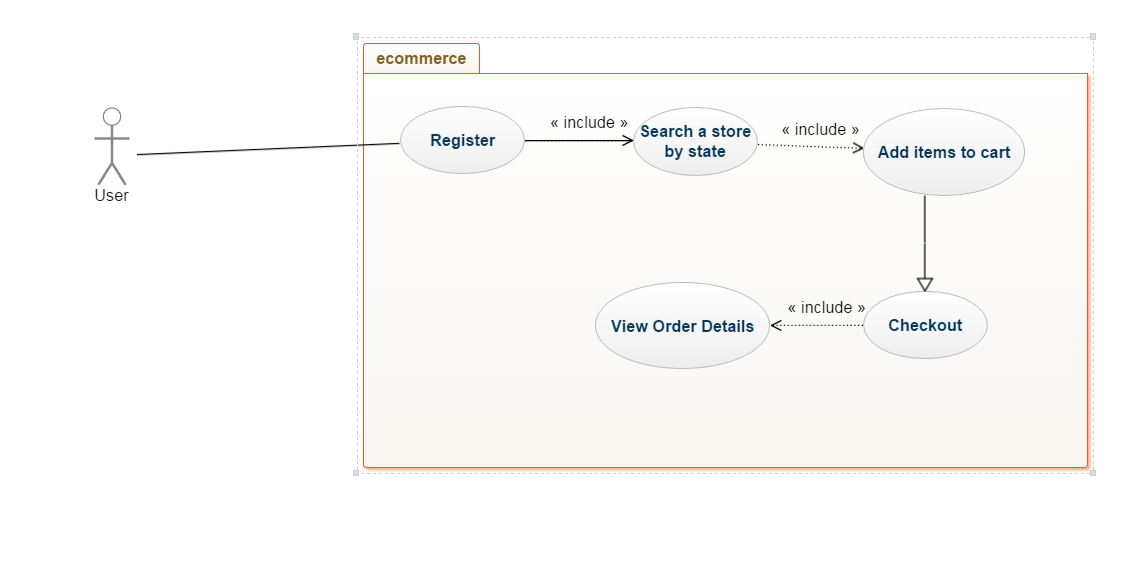 ecommerce
Register
« include »
Search a store
by state
« include »
Add items to cart
User
View Order Details
« include »
Checkout